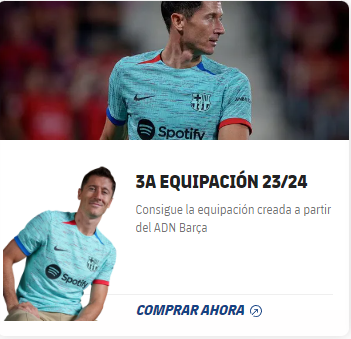 Spotify
3A EQUIPACIÓN 23/24
Consigue la equipación creada a partir
del ADN Barça
Spotify
COMPRAR AHORA